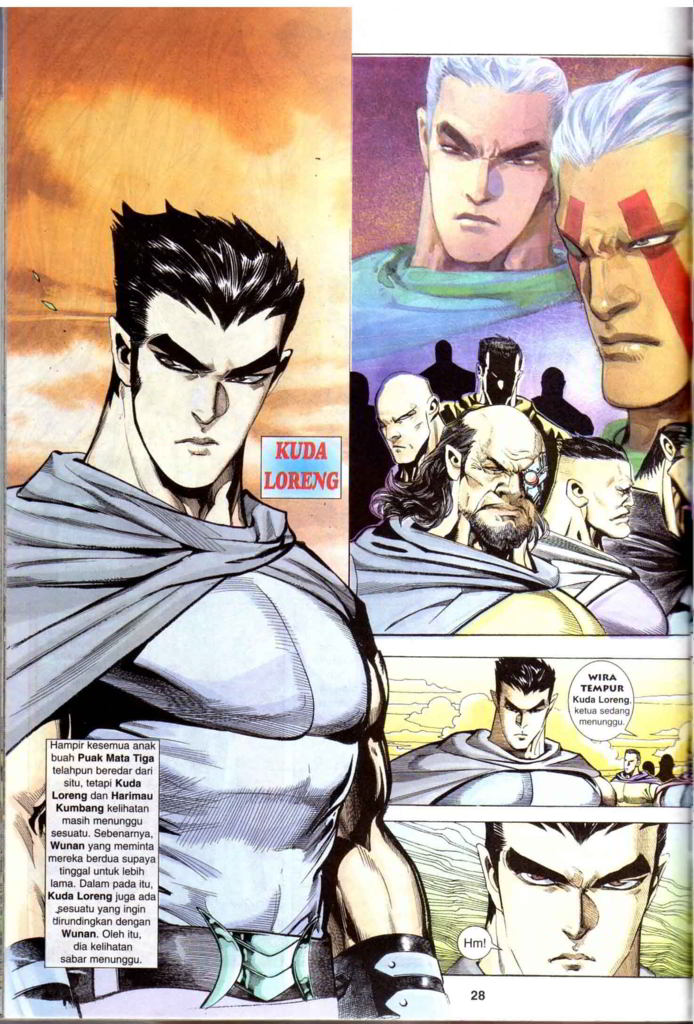 KUDA
LORENG
Hampir kesemua anak
buah Puak Mata Tiga
telahpun beredar dari
situ, tetapi Kuda
Loreng dan Harimau
Kumbang kelihatan
masih menunggu
sesuatu. Sebenarnya,
Wunan yang meminta
mereka berdua supaya
tinggal untuk lebih
lama. Dalam pada itu,
Kuda Loreng juga ada
sesuatu yang ingin
dirundingkan dengan
Wunan. Oleh itu,
dia kelihatan
sabar menunggu.
WIRA
TEMPUR
Kuda Loreng,
ketua sedang
menunggu.
Hm!
28